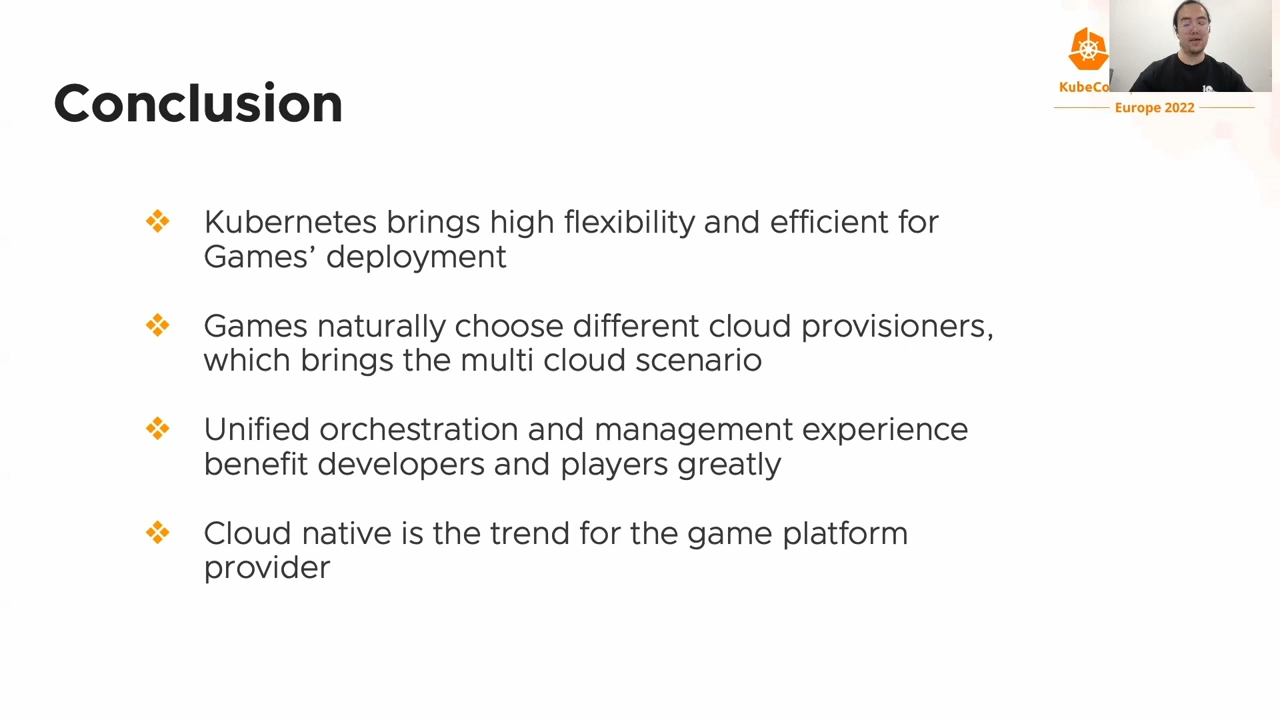 Conclusion
KubeCo
Europe 2022
Kubernetes brings high flexibility and efficient for
Games’ deployment
Games naturally choose different cloud provisioners,
which brings the multi cloud scenario
Unified orchestration and management experience
benefit developers and players greatly
Cloud native is the trend for the game platform
provider